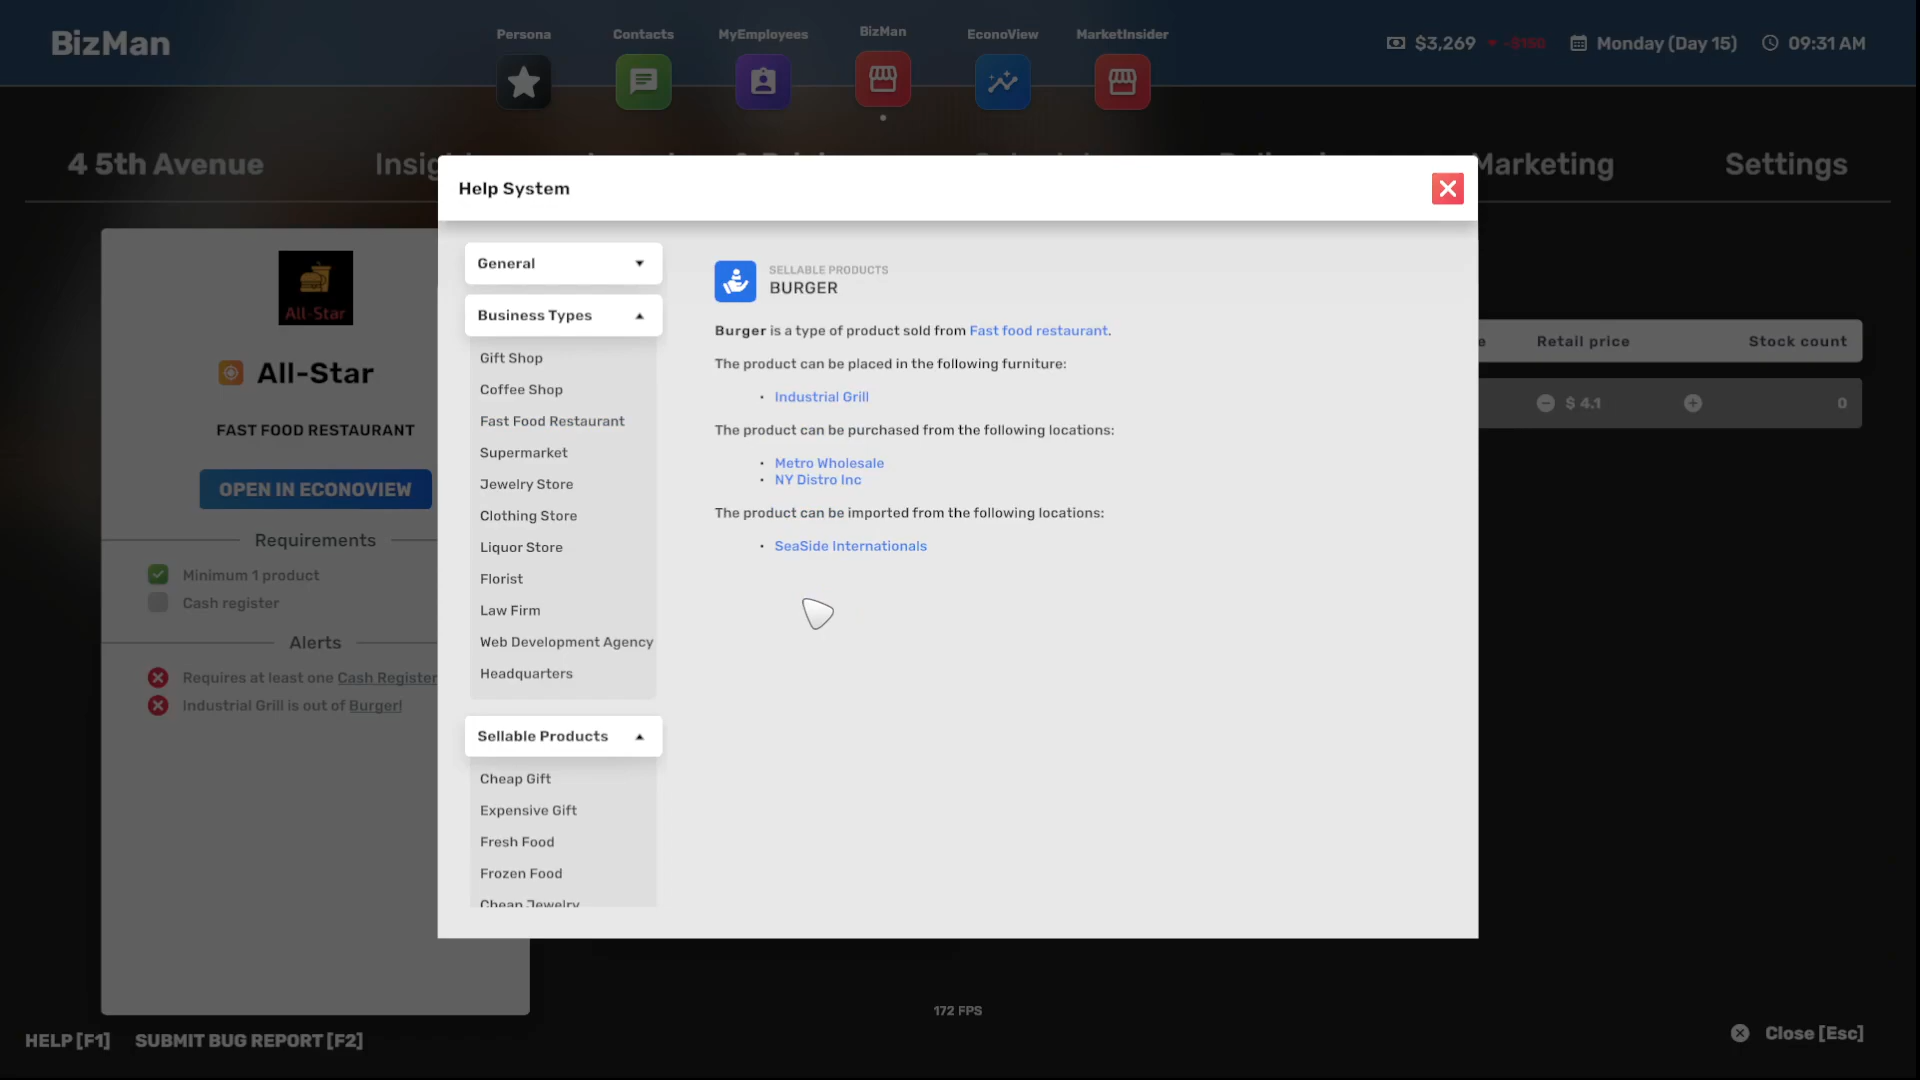 BizMan
Persona
Contacts
MyEmployees
BizMan
EconoView
MarketInsider
$3,269
-$150
Monday (Day 15)
09:31 AM
4 5th Avenue
Marketing
Settings
Help System
General
Business Types
Gift Shop
Coffee Shop
Fast Food Restaurant
Supermarket
Jewelry Store
Clothing Store
Liquor Store
Florist
Law Firm
Web Development Agency
Headquarters
Sellable Products
Cheap Gift
Expensive Gift
Fresh Food
Frozen Food
Cheap Jewelry
SELLABLE PRODUCTS
BURGER
Burger is a type of product sold from Fast food restaurant.
The product can be placed in the following furniture:
• Industrial Grill
The product can be purchased from the following locations:
• Metro Wholesale
• NY Distro Inc
The product can be imported from the following locations:
• SeaSide Internationals
All-Star
All-Star
FAST FOOD RESTAURANT
OPEN IN ECONOVIEW
Requirements
Minimum 1 product
Cash register
Alerts
Requires at least one Cash Register
Industrial Grill is out of Burger!
Retail price
Stock count
$ 4.1
0
172 FPS
HELP [F1]
SUBMIT BUG REPORT [F2]
Close [Esc]